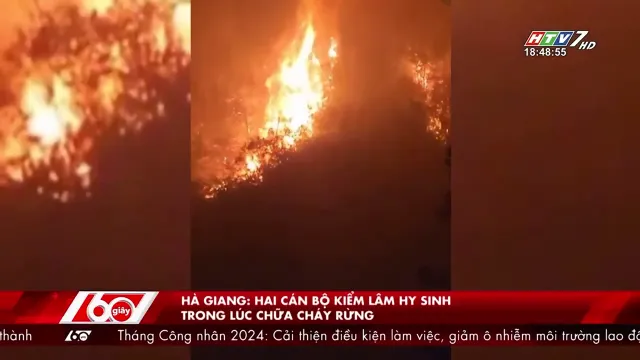 HTV7 HD
18:48:55
HÀ GIANG: HAI CÁN BỘ KIỂM LÂM HY SINH
TRONG LÚC CHỮA CHÁY RỪNG
60 giây
thành 60s Tháng Công nhân 2024: Cải thiện điều kiện làm việc, giảm ô nhiễm môi trường lao độ